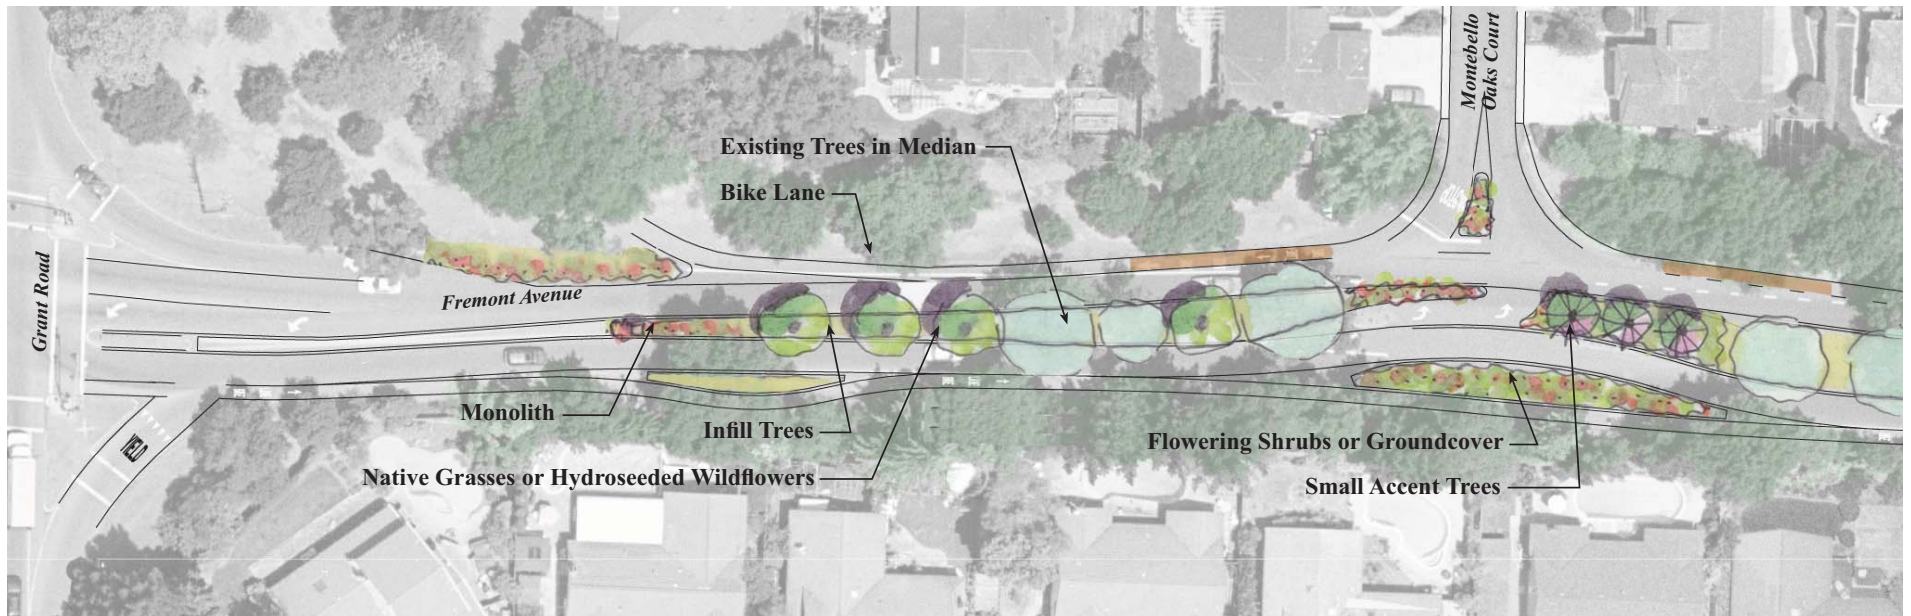 Montebello
Oaks Court
Existing Trees in Median
Bike Lane
Grant Road
Fremont Avenue
Monolith
Infill Trees
Flowering Shrubs or Groundcover
Native Grasses or Hydroseeded Wildflowers
Small Accent Trees